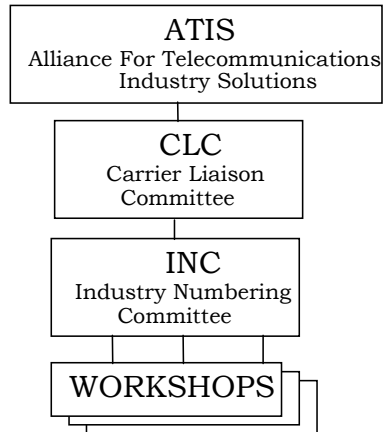 ATIS
Alliance For Telecommunications
Industry Solutions
CLC
Carrier Liaison
Committee
INC
Industry Numbering
Committee
WORKSHOPS